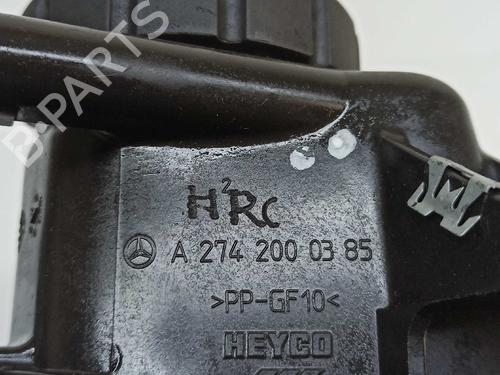 B-PARTS
H²RC
A 274 200 03 85
>PP-GF10<
HEYCO